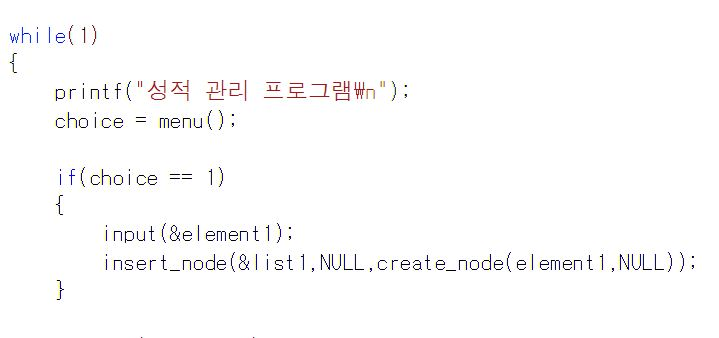 while(1)
{
printf("성적 관리 프로그램₩n");
choice = menu();
if(choice == 1)
{
input(&element1);
insert_node(&list1,NULL,create_node(element1,NULL));
}